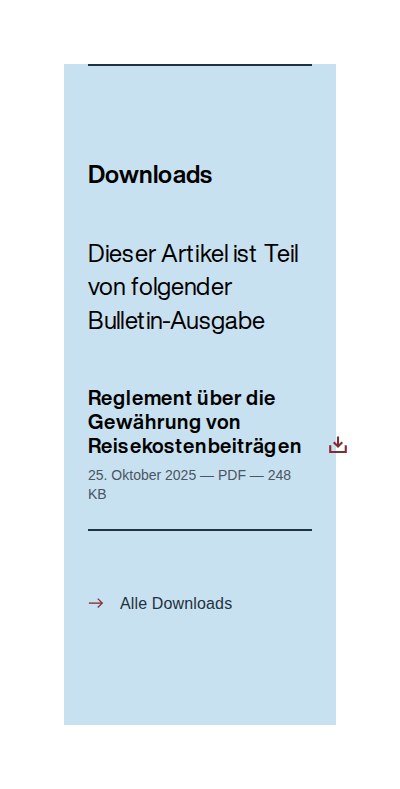 Downloads
Dieser Artikel ist Teil
von folgender
Bulletin-Ausgabe
Reglement über die
Gewährung von
Reisekostenbeiträgen
25. Oktober 2025 — PDF — 248
KB
Alle Downloads